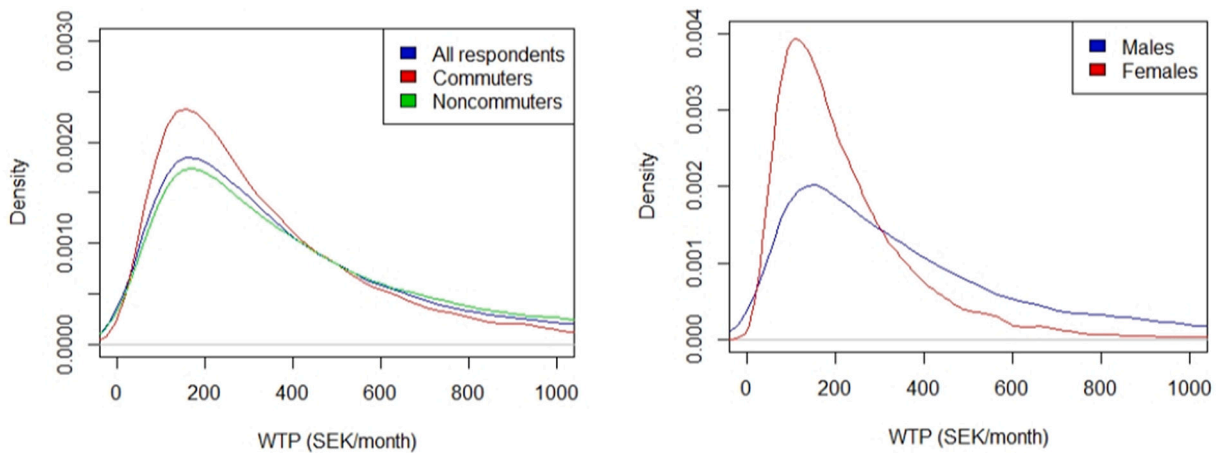 All respondents
Commuters
Noncommuters
Density
0.0000 0.0010 0.0020 0.0030
0 200 400 600 800 1000
WTP (SEK/month)
Males
Females
Density
0.000 0.001 0.002 0.003 0.004
0 200 400 600 800 1000
WTP (SEK/month)